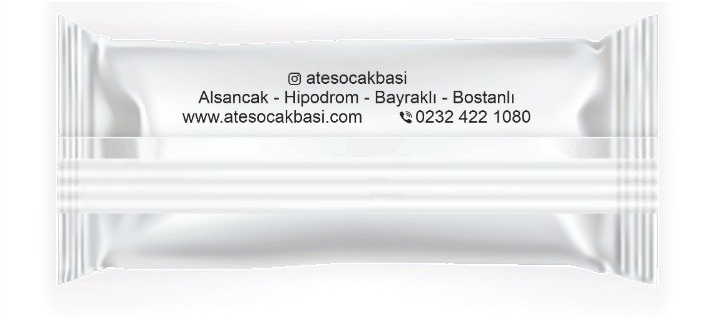 atesocakbasi
Alsancak - Hipodrom - Bayraklı - Bostanlı
www.atesocakbasi.com 0232 422 1080